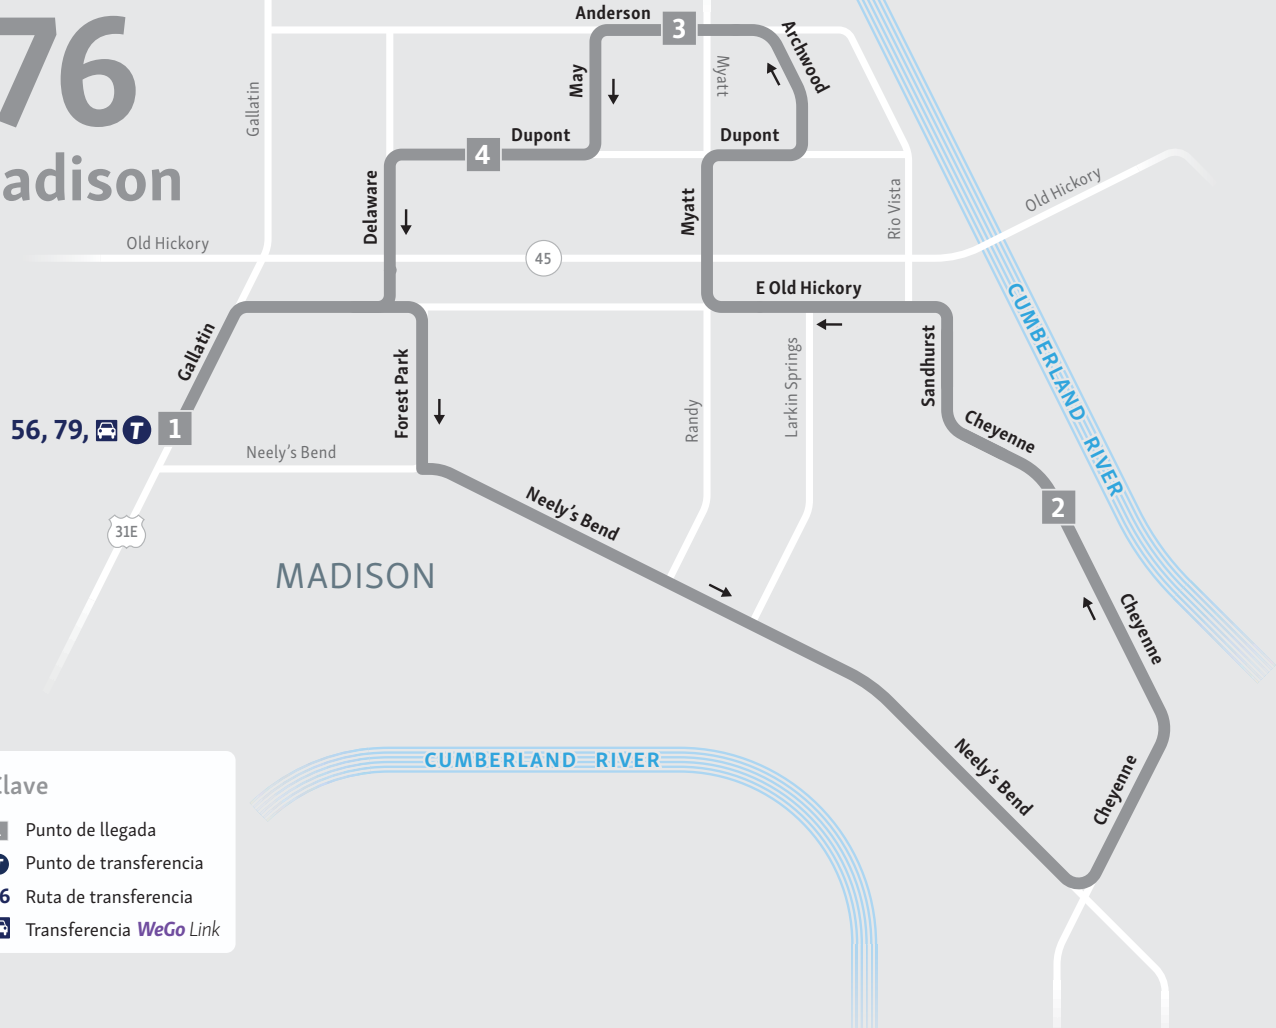 76
adison
Anderson
3
Archwood
May
Myatt
Gallatin
Dupont
Dupont
4
Delaware
Myatt
Rio Vista
Old Hickory
Old Hickory
45
E Old Hickory
CUMBERLAND RIVER
Gallatin
Forest Park
Sandhurst
Larkin Springs
Randy
Cheyenne
56, 79, T 1
Neely's Bend
2
Neely's Bend
31E
MADISON
Cheyenne
CUMBERLAND RIVER
Neely's Bend
Cheyenne
Clave
Punto de llegada
Punto de transferencia
6 Ruta de transferencia
Transferencia WeGo Link